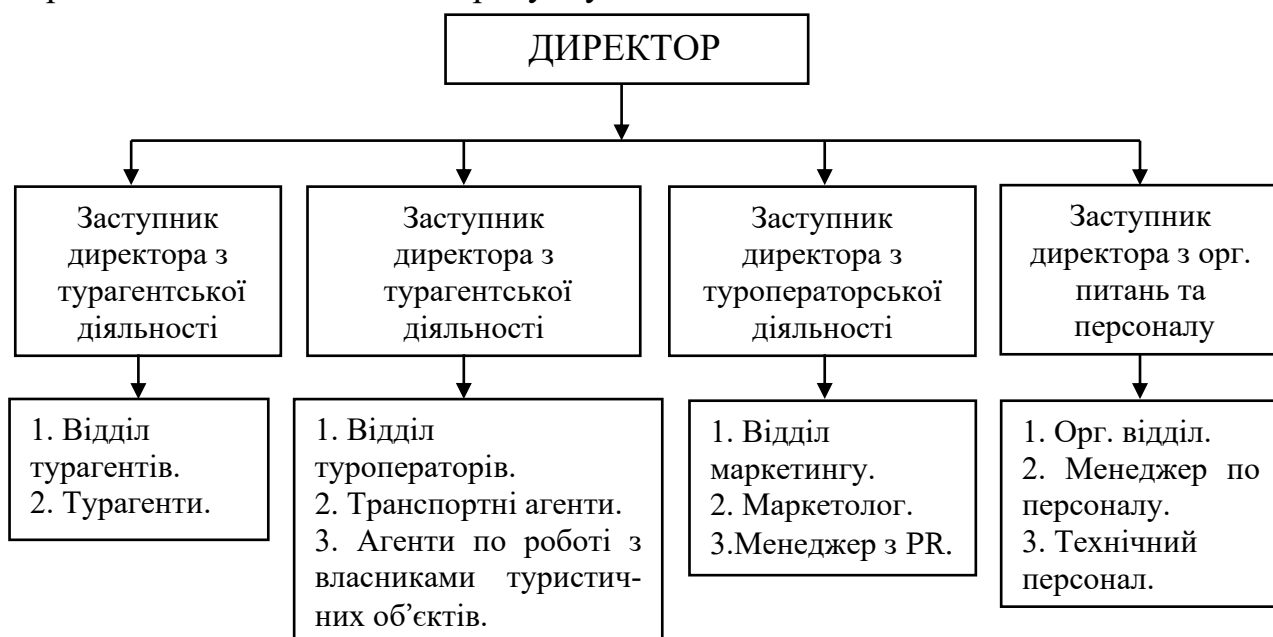 ДИРЕКТОР
Заступник
директора з
турагентської
діяльності
Заступник
директора з
турагентської
діяльності
Заступник
директора з
туроператорської
діяльності
Заступник
директора з орг.
питань та
персоналу
1. Відділ
турагентів.
2. Турагенти.
1. Відділ
туроператорів.
2. Транспортні агенти.
3. Агенти по роботі з
власниками туристич-
них об’єктів.
1. Відділ
маркетингу.
2. Маркетолог.
3.Менеджер з PR.
1. Орг. відділ.
2. Менеджер по
персоналу.
3. Технічний
персонал.